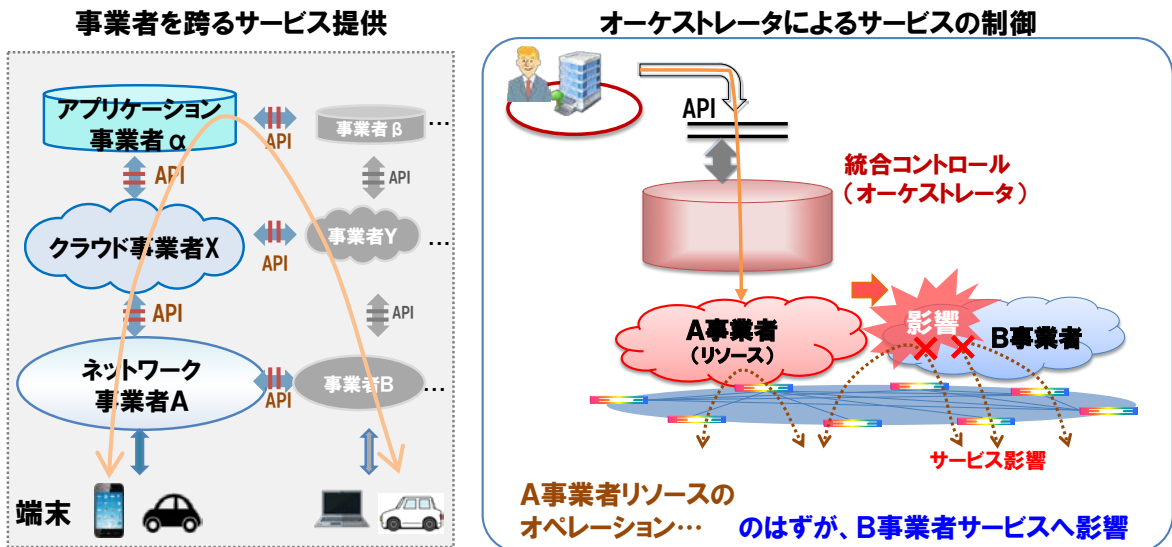 事業者を跨るサービス提供
アプリケーション
事業者α
API
事業者β
…
API
API
クラウド事業者X
API
事業者Y
…
API
API
ネットワーク
事業者A
API
事業者B
…
端末
オーケストレータによるサービスの制御
API
統合コントロール
(オーケストレータ)
A事業者
(リソース)
影響
B事業者
サービス影響
A事業者リソースの
オペレーション… のはずが、B事業者サービスへ影響